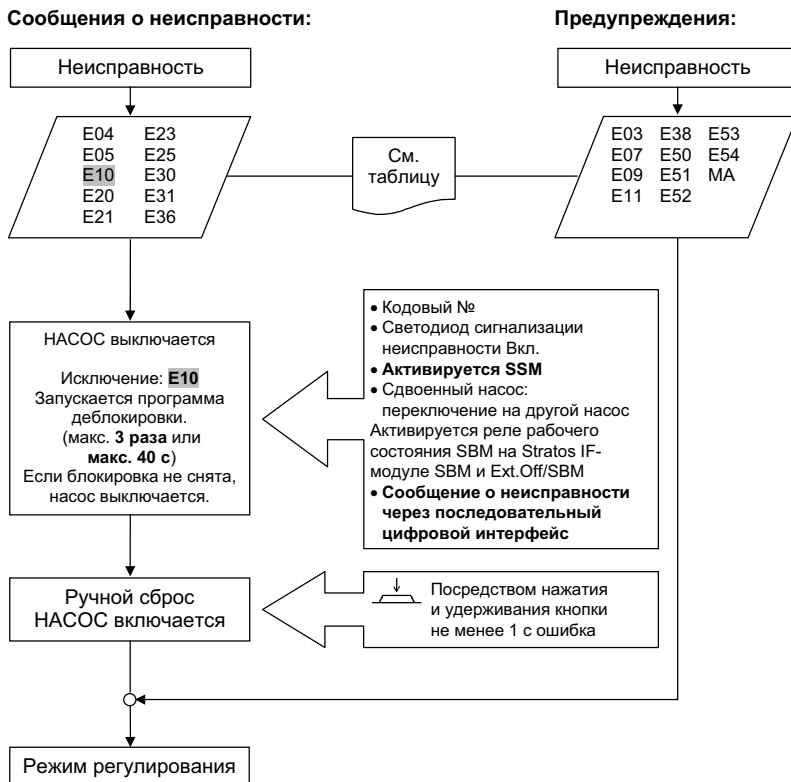 Сообщения о неисправности:
Предупреждения:
Неисправность
Неисправность
E04 E23
E05 E25
E10 E30
E20 E31
E21 E36
См.
таблицу
E03 E38 E53
E07 E50 E54
E09 E51 MA
E11 E52
НАСОС выключается
Исключение: E10
Запускается программа
деблокировки.
(макс. 3 раза или
макс. 40 с)
Если блокировка не снята,
насос выключается.
• Кодовый №
• Светодиод сигнализации
неисправности Вкл.
• Активируется SSM
• Сдвоенный насос:
переключение на другой насос
Активируется реле рабочего
состояния SBM на Stratos IF-
модуле SBM и Ext.Off/SBM
• Сообщение о неисправности
через последовательный
цифровой интерфейс
Ручной сброс
НАСОС включается
Посредством нажатия
и удерживания кнопки
не менее 1 с ошибка
Режим регулирования